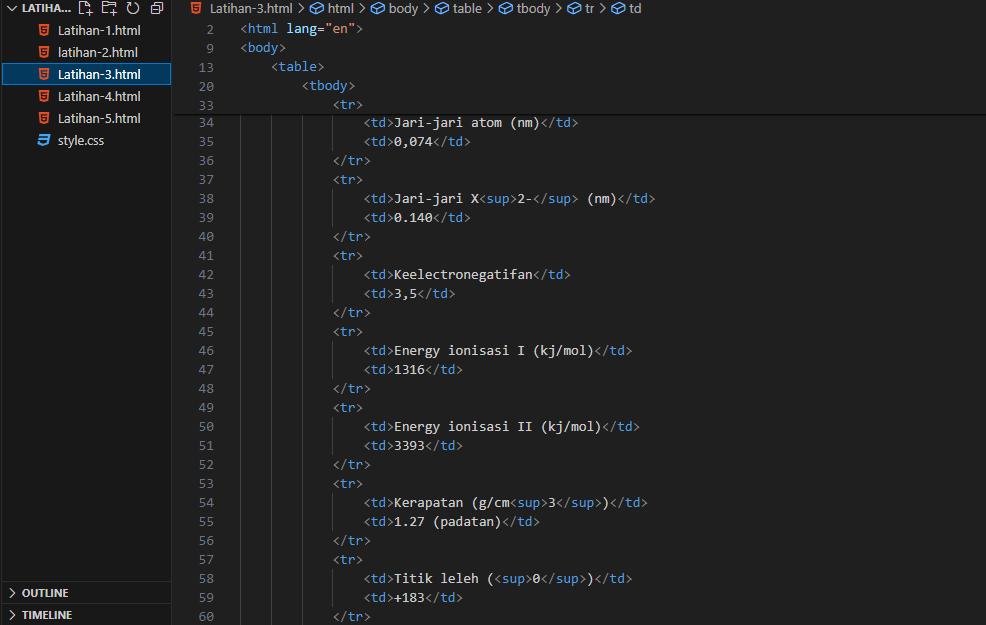 LATIHA...
Latihan-1.html
latihan-2.html
Latihan-3.html
Latihan-4.html
Latihan-5.html
style.css
OUTLINE
TIMELINE
Latihan-3.html > html > body > table > tbody > tr > td
2 <html lang="en">
9 <body>
13 <table>
20 <tbody>
33 <tr>
34 <td>Jari-jari atom (nm)</td>
35 <td>0,074</td>
36 </tr>
37 <tr>
38 <td>Jari-jari X<sup>2-</sup> (nm)</td>
39 <td>0.140</td>
40 </tr>
41 <tr>
42 <td>Keelectronegatifan</td>
43 <td>3,5</td>
44 </tr>
45 <tr>
46 <td>Energy ionisasi I (kj/mol)</td>
47 <td>1316</td>
48 </tr>
49 <tr>
50 <td>Energy ionisasi II (kj/mol)</td>
51 <td>3393</td>
52 </tr>
53 <tr>
54 <td>Kerapatan (g/cm<sup>3</sup>)</td>
55 <td>1.27 (padatan)</td>
56 </tr>
57 <tr>
58 <td>Titik leleh (<sup>0</sup>)</td>
59 <td>+183</td>
60 </tr>